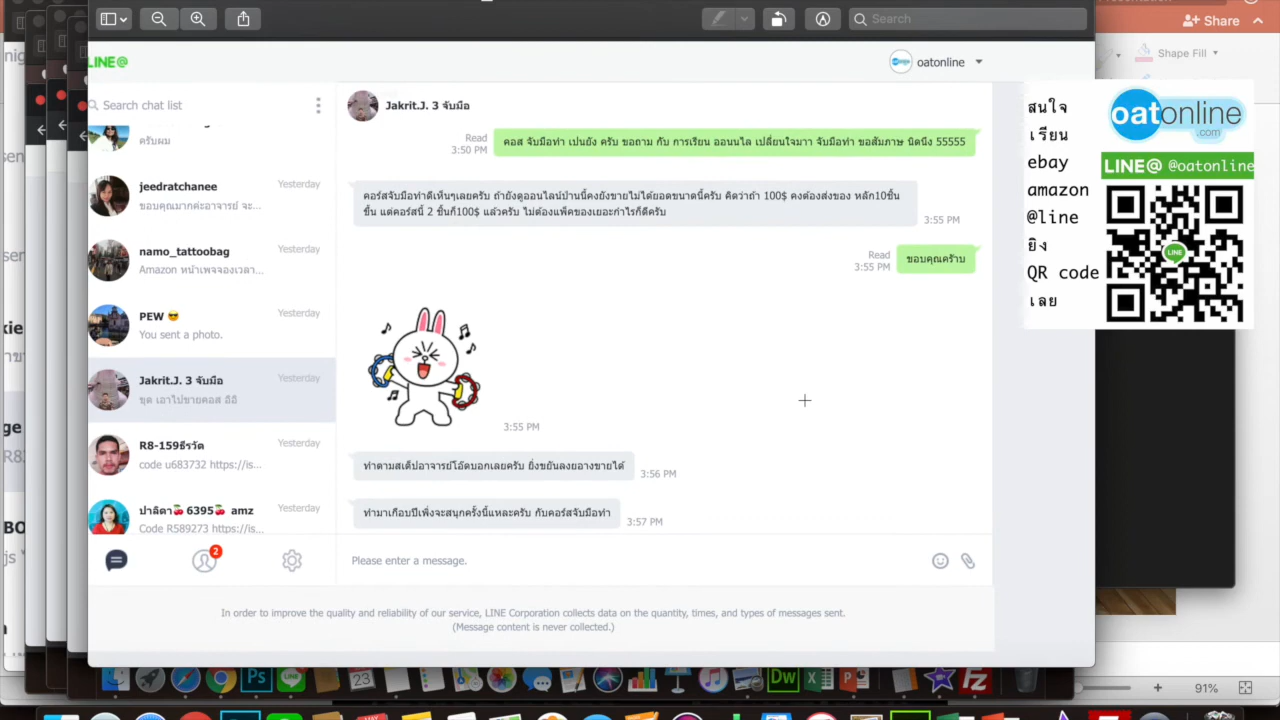 Search
Share
Shape Fill
LINE@
oatonline
Search chat list
ครับผม
jeedratchanee
Yesterday
ขอบคุณมากค่ะอาจารย์ จะ...
namo_tattoobag
Yesterday
Amazon หน้าเพจจองเวลา...
PEW
Yesterday
You sent a photo.
Jakrit.J. 3 จับมือ
Yesterday
ขุด เอาไปขายคอส อิอิ
R8-159ธีรวัต
Yesterday
code u683732 https://is...
ปาลิดา🍒 6395🍒 amz
Yesterday
Code R589273 https://is...
2
Jakrit.J. 3 จับมือ
Read
3:50 PM
คอส จับมือทำ เปนยัง ครับ ขอถาม กับ การเรียน ออนนไล เปลี่ยนใจมาา จับมือทำ ขอสัมภาษ นิดนึง 55555
คอร์สจับมือทำดีเห็นๆเลยครับ ถ้ายังดูออนไลน์ป่านนี้คงยังขายไม่ได้ยอดขนาดนี้ครับ คิดว่าถ้า 100$ คงต้องส่งของ หลัก10ชิ้น
ขึ้น แต่คอร์สนี้ 2 ชิ้นก็100$ แล้วครับ ไม่ต้องแพ็คของเยอะกำไรก็ดีครับ
3:55 PM
Read
3:55 PM
ขอบคุณคร้าบ
3:55 PM
ทำตามสเต็ปอาจารย์โอ๊ตบอกเลยครับ ยิ่งขยันลงยอางขายได้
3:56 PM
ทำมาเกือบปีเพิ่งจะสนุกครั้งนี้แหละครับ กับคอร์สจับมือทำ
3:57 PM
Please enter a message.
In order to improve the quality and reliability of our service, LINE Corporation collects data on the quantity, times, and types of messages sent.
(Message content is never collected.)
สนใจ
เรียน
ebay
amazon
@line
ยิง
QR code
เลย
oatonline
.com
LINE@ @oatonline
LINE
Ps
LINE
23
Dw
91%